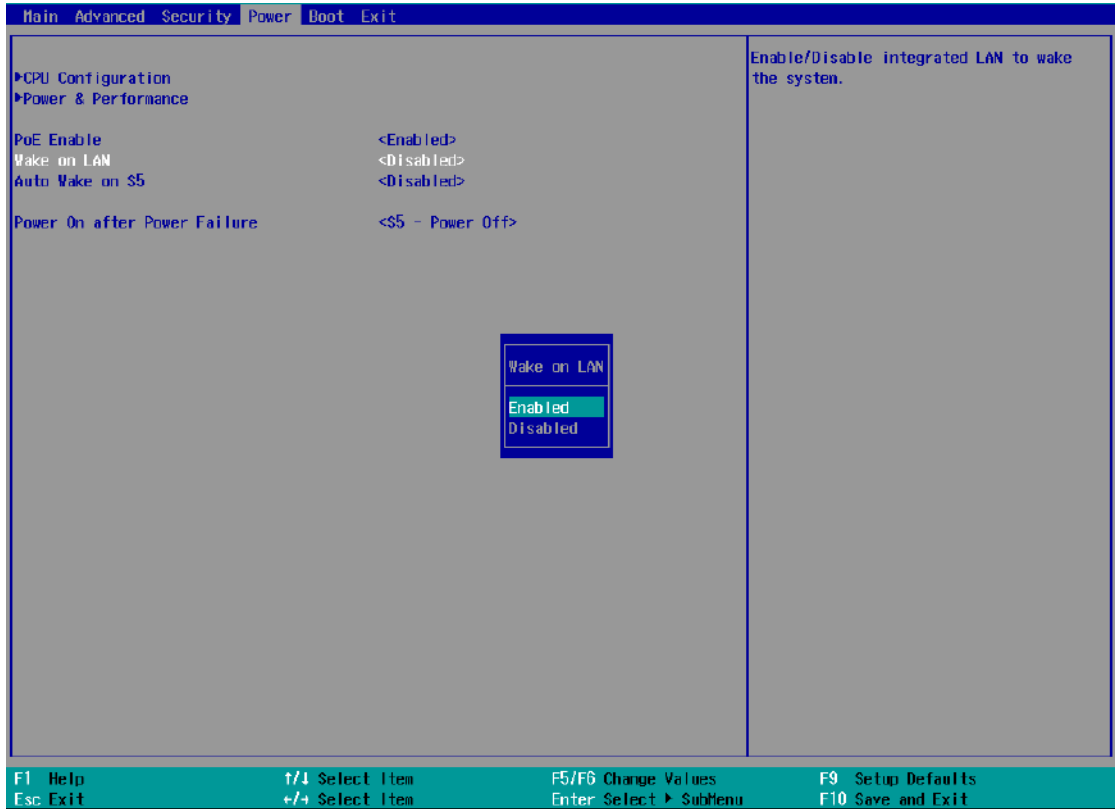 Main Advanced Security Power Boot Exit
▶CPU Configuration
▶Power & Performance
PoE Enable <Enabled>
Wake on LAN <Disabled>
Auto Wake on S5 <Disabled>
Power On after Power Failure <S5 - Power Off>
Enable/Disable integrated LAN to wake
the system.
Wake on LAN
Enabled
Disabled
F1 Help ↑/↓ Select Item F5/F6 Change Values F9 Setup Defaults
Esc Exit ←/→ Select Item Enter Select ▶ SubMenu F10 Save and Exit